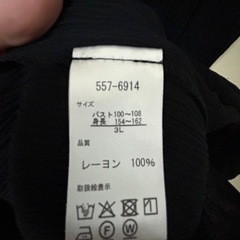 557-6914
サイズ
バスト100～108
身長 154～162
3L
品質
レーヨン 100%
取扱絵表示